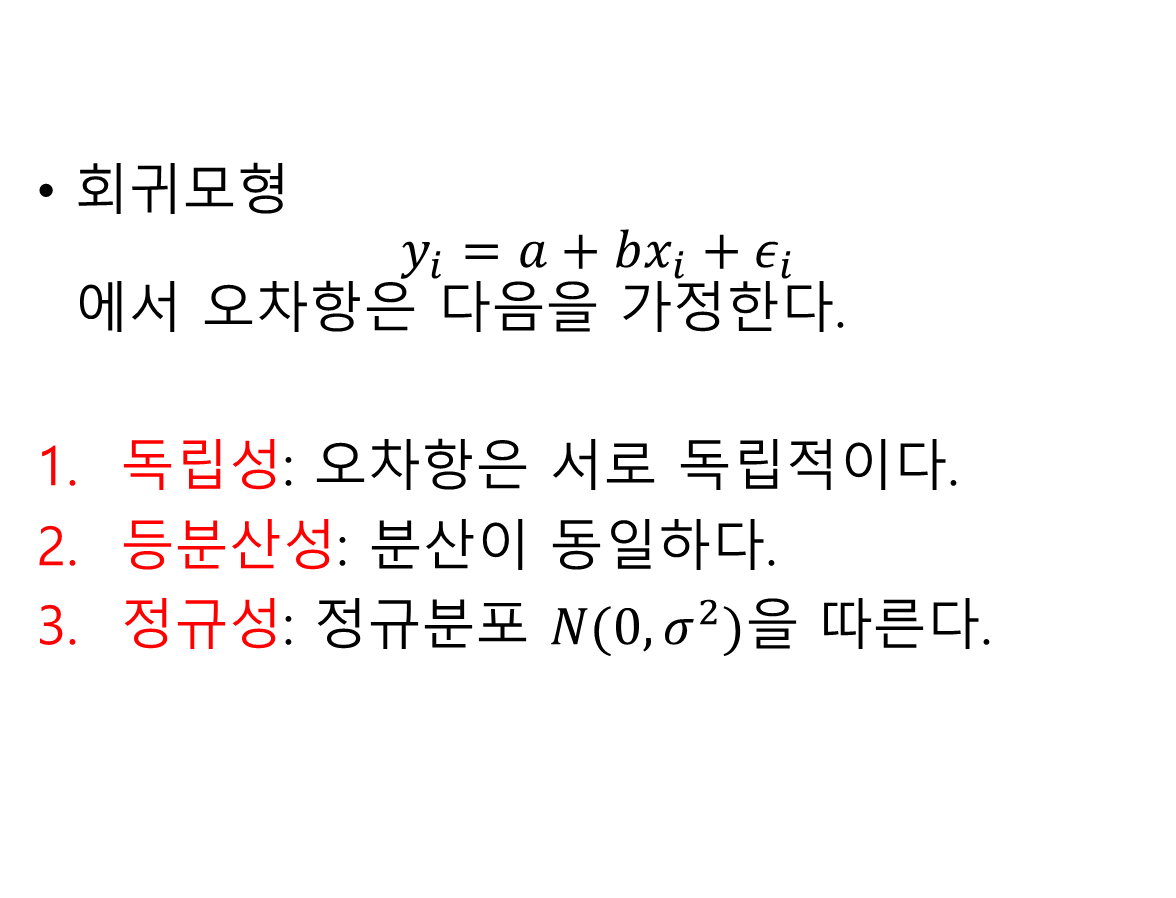 • 회귀모형
y_i = a + bx_i + ϵ_i
에서 오차항은 다음을 가정한다.
1. 독립성: 오차항은 서로 독립적이다.
2. 등분산성: 분산이 동일하다.
3. 정규성: 정규분포 N(0, σ²)을 따른다.